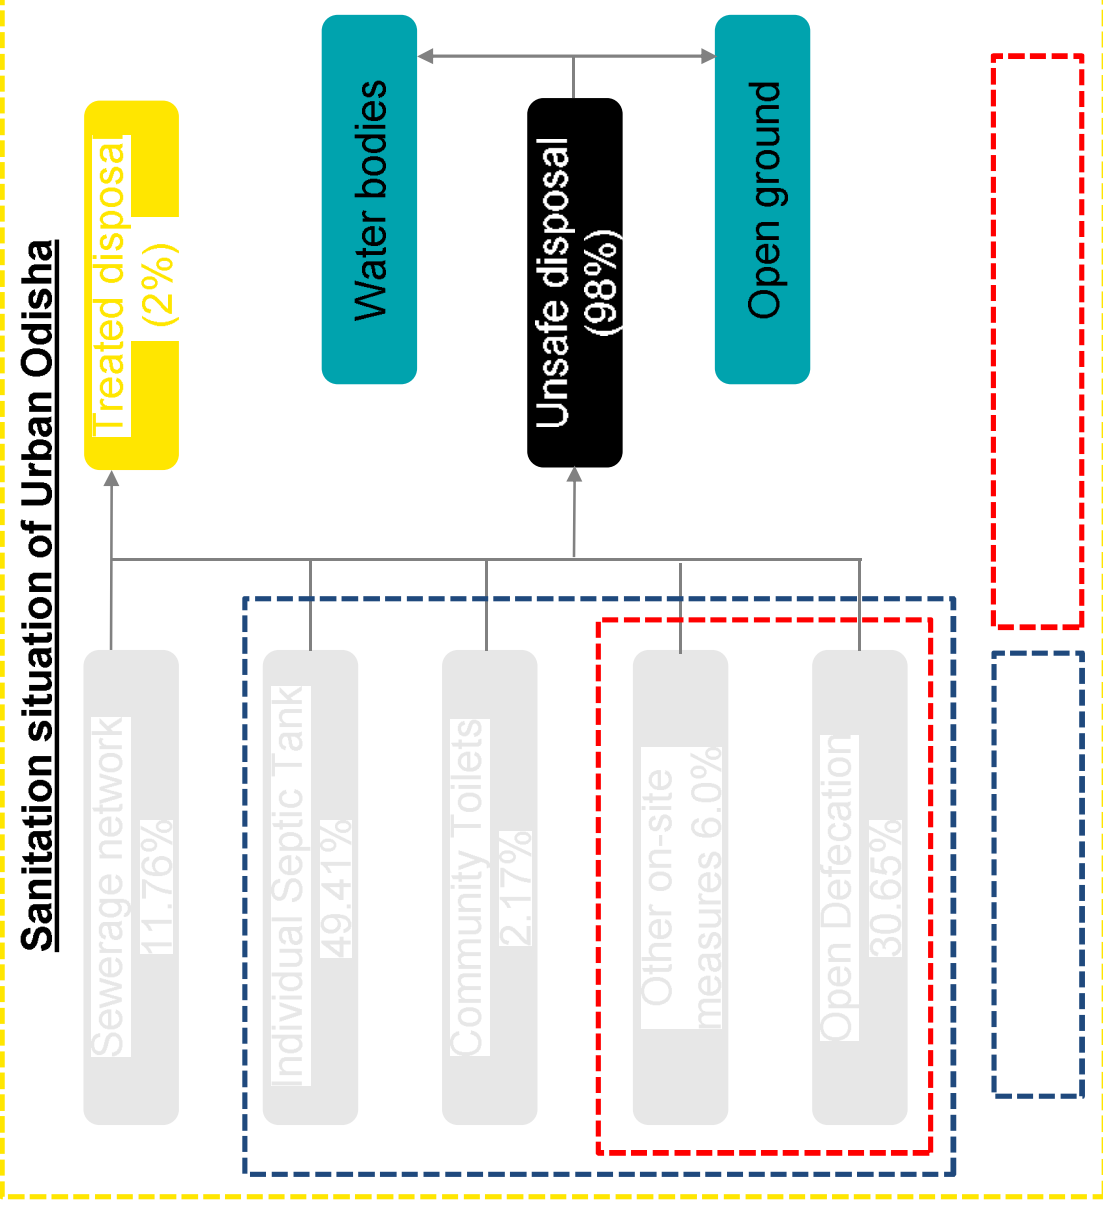 Sanitation situation of Urban Odisha
Sewerage network
11.76%
Individual Septic Tank
49.41%
Community Toilets
2.17%
Other on-site
measures 6.0%
Open Defecation
30.65%
Treated disposal
(2%)
Water bodies
Unsafe disposal
(98%)
Open ground